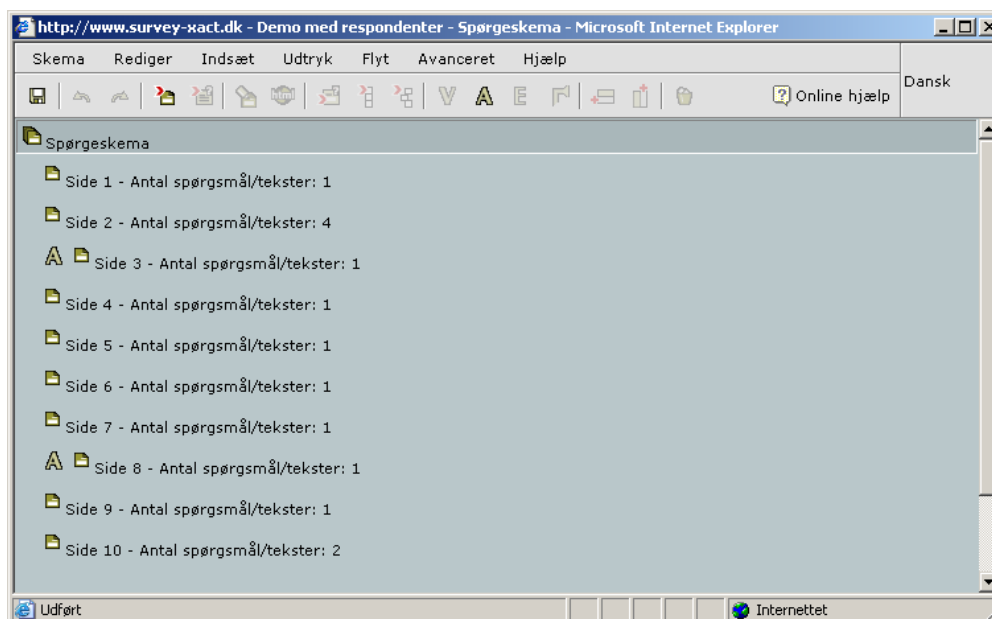 http://www.survey-xact.dk - Demo med respondenter - Spørgeskema - Microsoft Internet Explorer
Skema Rediger Indsæt Udtryk Flyt Avanceret Hjælp
V A E F ? Online hjælp Dansk
Spørgeskema
Side 1 - Antal spørgsmål/tekster: 1
Side 2 - Antal spørgsmål/tekster: 4
A Side 3 - Antal spørgsmål/tekster: 1
Side 4 - Antal spørgsmål/tekster: 1
Side 5 - Antal spørgsmål/tekster: 1
Side 6 - Antal spørgsmål/tekster: 1
Side 7 - Antal spørgsmål/tekster: 1
A Side 8 - Antal spørgsmål/tekster: 1
Side 9 - Antal spørgsmål/tekster: 1
Side 10 - Antal spørgsmål/tekster: 2
Udført Internettet